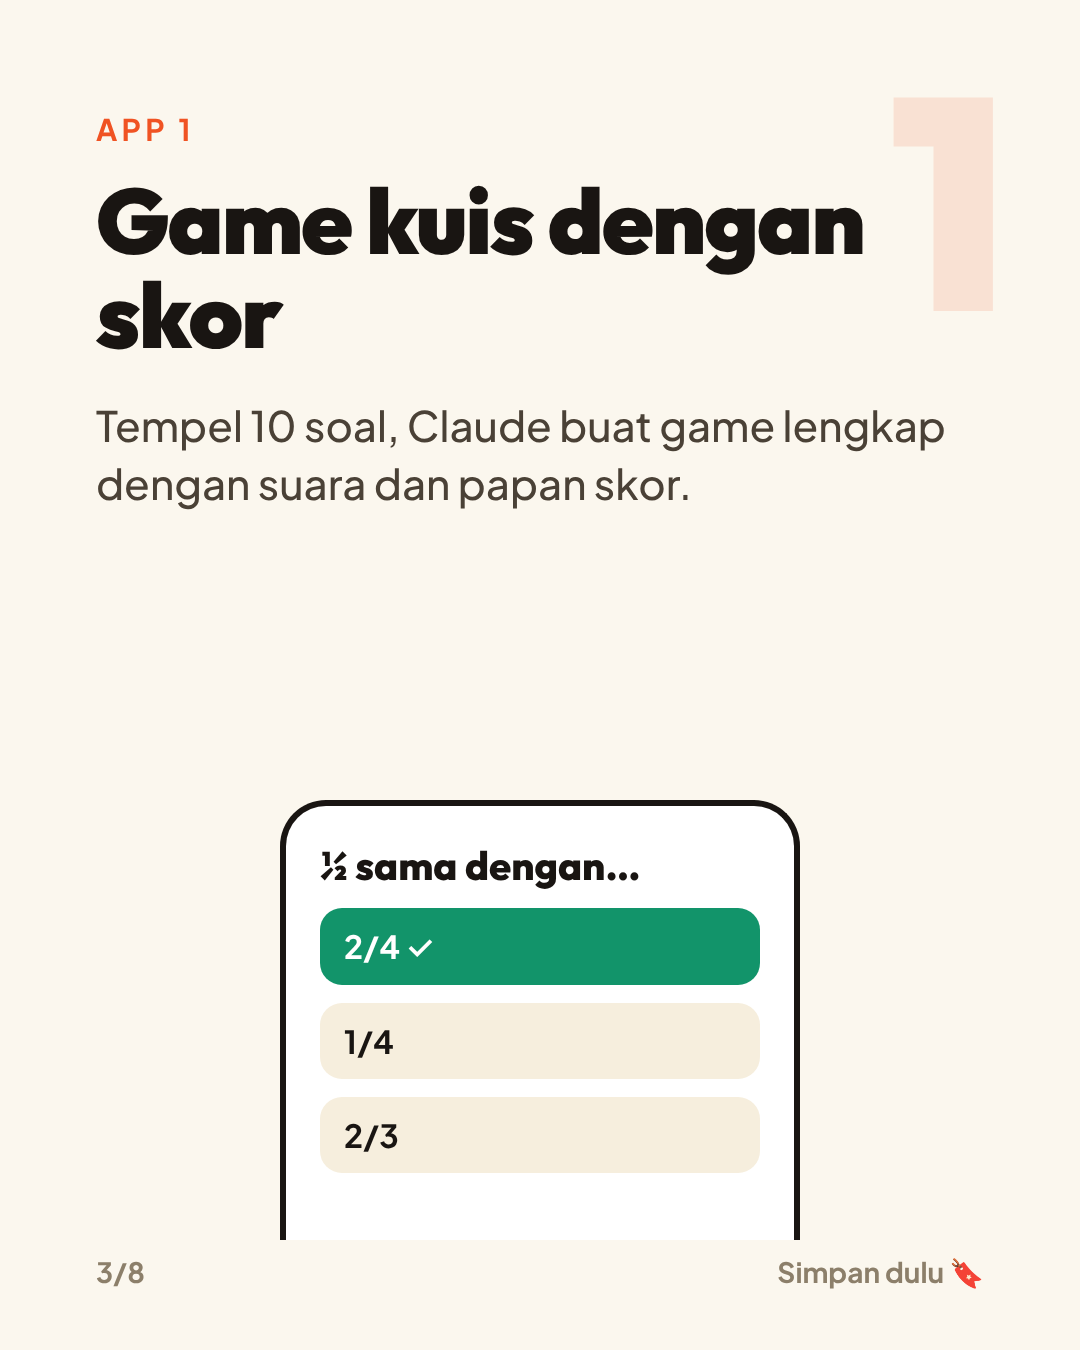 APP 1
1
Game kuis dengan
skor
Tempel 10 soal, Claude buat game lengkap
dengan suara dan papan skor.
½ sama dengan...
2/4 ✓
1/4
2/3
3/8
Simpan dulu 🔖